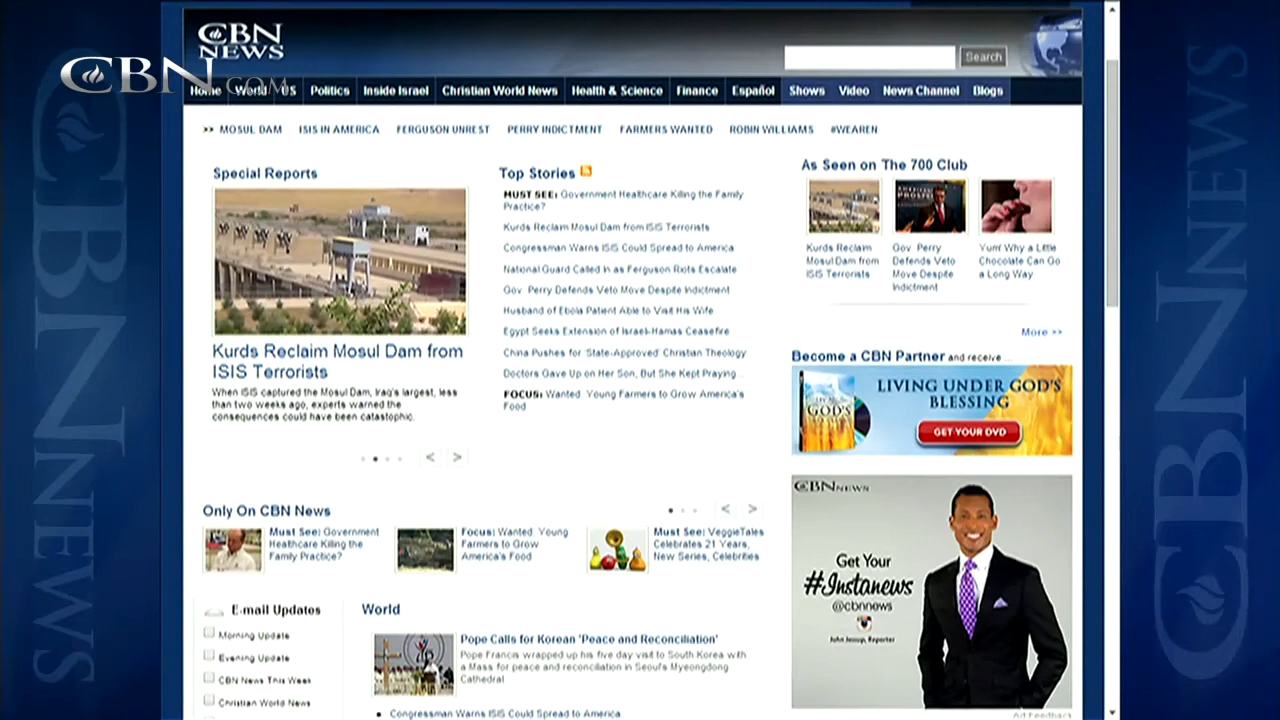 CBN
NEWS
CBN.COM
Search
Home World US Politics Inside Israel Christian World News Health & Science Finance Español Shows Video News Channel Blogs
>> MOSUL DAM ISIS IN AMERICA FERGUSON UNREST PERRY INDICTMENT FARMERS WANTED ROBIN WILLIAMS #WEAREN
Special Reports
Kurds Reclaim Mosul Dam from
ISIS Terrorists
When ISIS captured the Mosul Dam, Iraq's largest, less
than two weeks ago, experts warned the
consequences could have been catastophic.
< >
Top Stories
MUST SEE: Government Healthcare Killing the Family
Practice?
Kurds Reclaim Mosul Dam from ISIS Terrorists
Congressman Warns ISIS Could Spread to America
National Guard Called In as Ferguson Riots Escalate
Gov. Perry Defends Veto Move Despite Indictment
Husband of Ebola Patient Able to Visit His Wife
Egypt Seeks Extension of Israel-Hamas Ceasefire
China Pushes for 'State-Approved' Christian Theology
Doctors Gave Up on Her Son, But She Kept Praying...
FOCUS: Wanted: Young Farmers to Grow America's
Food
As Seen on The 700 Club
Kurds Reclaim
Mosul Dam from
ISIS Terrorists
Gov. Perry
Defends Veto
Move Despite
Indictment
Yum! Why a Little
Chocolate Can Go
a Long Way
More >>
Become a CBN Partner and receive ...
GOD'S
LIVING UNDER GOD'S
BLESSING
GET YOUR DVD
CBN NEWS
Get Your
#Instanews
@cbnnews
John Jessup, Reporter
Ad Feedback
Only On CBN News
< >
Must See: Government
Healthcare Killing the
Family Practice?
Focus: Wanted: Young
Farmers to Grow
America's Food
Must See: VeggieTales
Celebrates 21 Years,
New Series, Celebrities
E-mail Updates
Morning Update
Evening Update
CBN News This Week
Christian World News
World
Pope Calls for Korean 'Peace and Reconciliation'
Pope Francis wrapped up his five day visit to South Korea with
a Mass for peace and reconciliation in Seoul's Myeongdong
Cathedral
Congressman Warns ISIS Could Spread to America
CBN NEWS
CBN NEWS